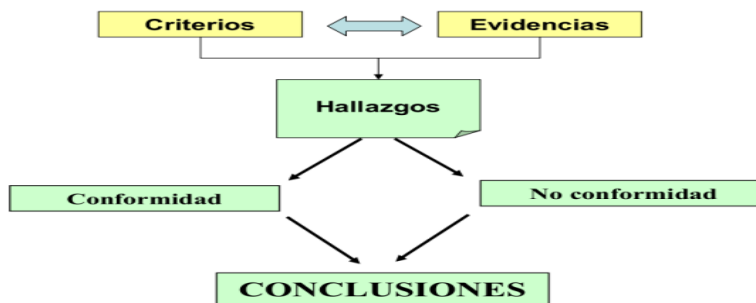 Criterios
Evidencias
Hallazgos
Conformidad
No conformidad
CONCLUSIONES